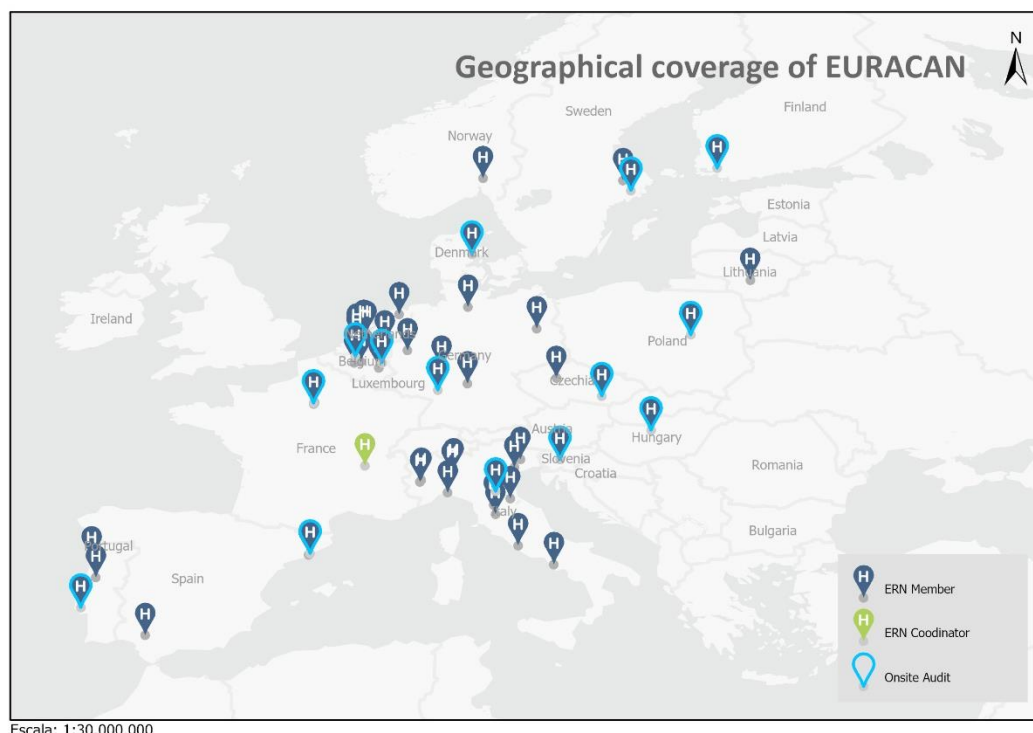 N
Geographical coverage of EURACAN
Sweden
Finland
Norway
Estonia
Latvia
Denmark
Lithuania
Ireland
Poland
Belgium
Germany
Luxembourg
Czechia
Austria
Hungary
France
Slovenia
Croatia
Romania
Italy
Bulgaria
Portugal
Spain
H ERN Member
H ERN Coodinator
Onsite Audit
Escala: 1:30.000.000